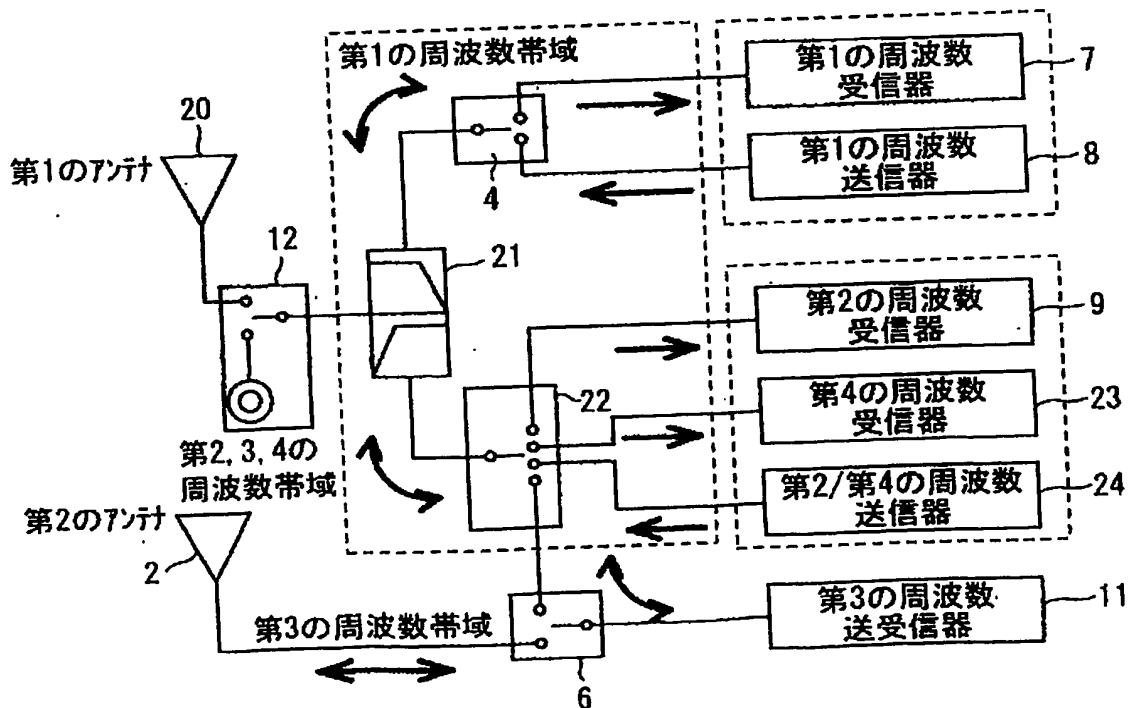 第1の周波数帯域
第1の周波数
受信器
7
20
第1のアンテナ
4
第1の周波数
送信器
8
12
21
第2の周波数
受信器
9
22
第4の周波数
受信器
23
第2,3,4の
周波数帯域
第2/第4の周波数
送信器
24
第2のアンテナ
2
第3の周波数帯域
6
第3の周波数
送受信器
11